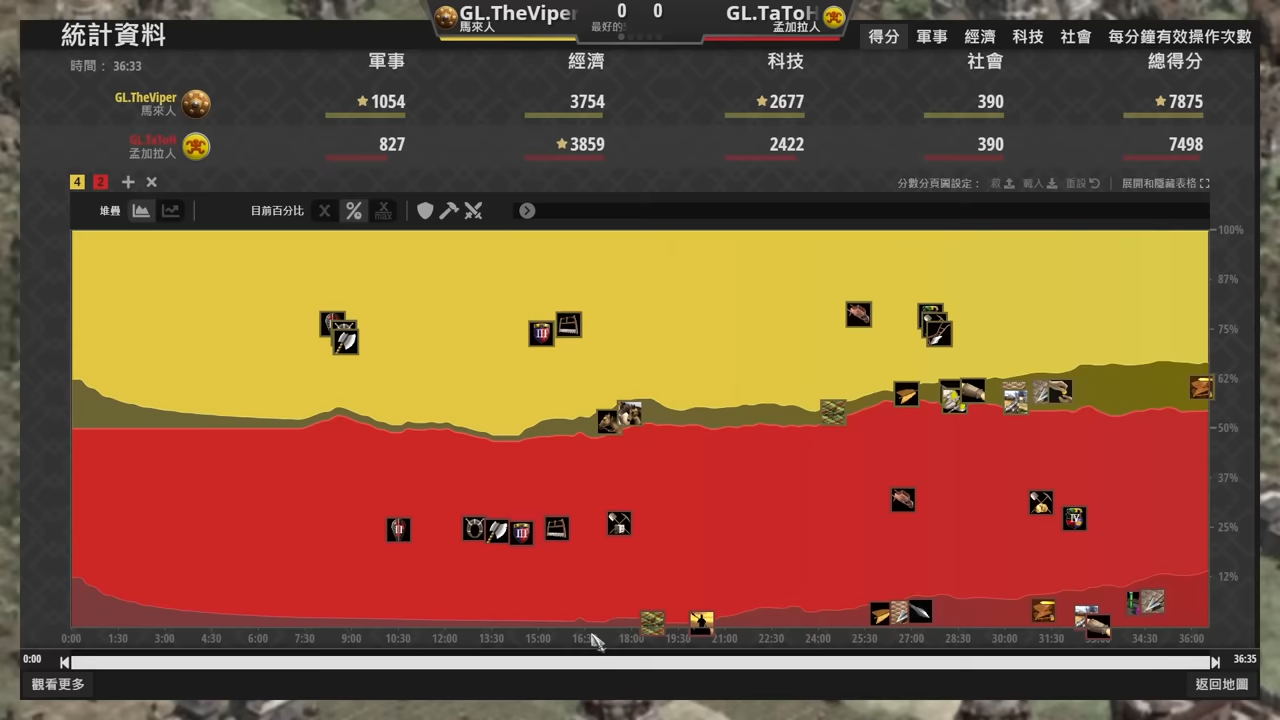 GL.TheViper
馬來人
0 0
最好的
GL.TaToH
孟加拉人
統計資料
得分 軍事 經濟 科技 社會 每分鐘有效操作次數
時間： 36:33
軍事 經濟 科技 社會 總得分
GL.TheViper
馬來人
1054 3754 2677 390 7875
GL.TaToH
孟加拉人
827 3859 2422 390 7498
4 2
分數分頁圖設定： 載入 重設 展開和隱藏表格
堆疊 目前百分比 X % X max
100%
87%
75%
62%
50%
37%
25%
12%
0:00 1:30 3:00 4:30 6:00 7:30 9:00 10:30 12:00 13:30 15:00 16:30 18:00 19:30 21:00 22:30 24:00 25:30 27:00 28:30 30:00 31:30 33:00 34:30 36:00
0:00 36:35
觀看更多 返回地圖